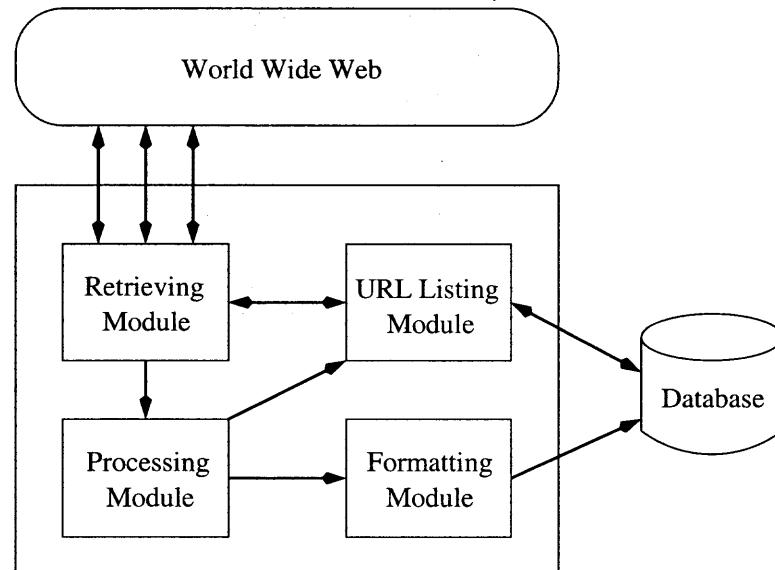 World Wide Web
Retrieving
Module
URL Listing
Module
Database
Processing
Module
Formatting
Module